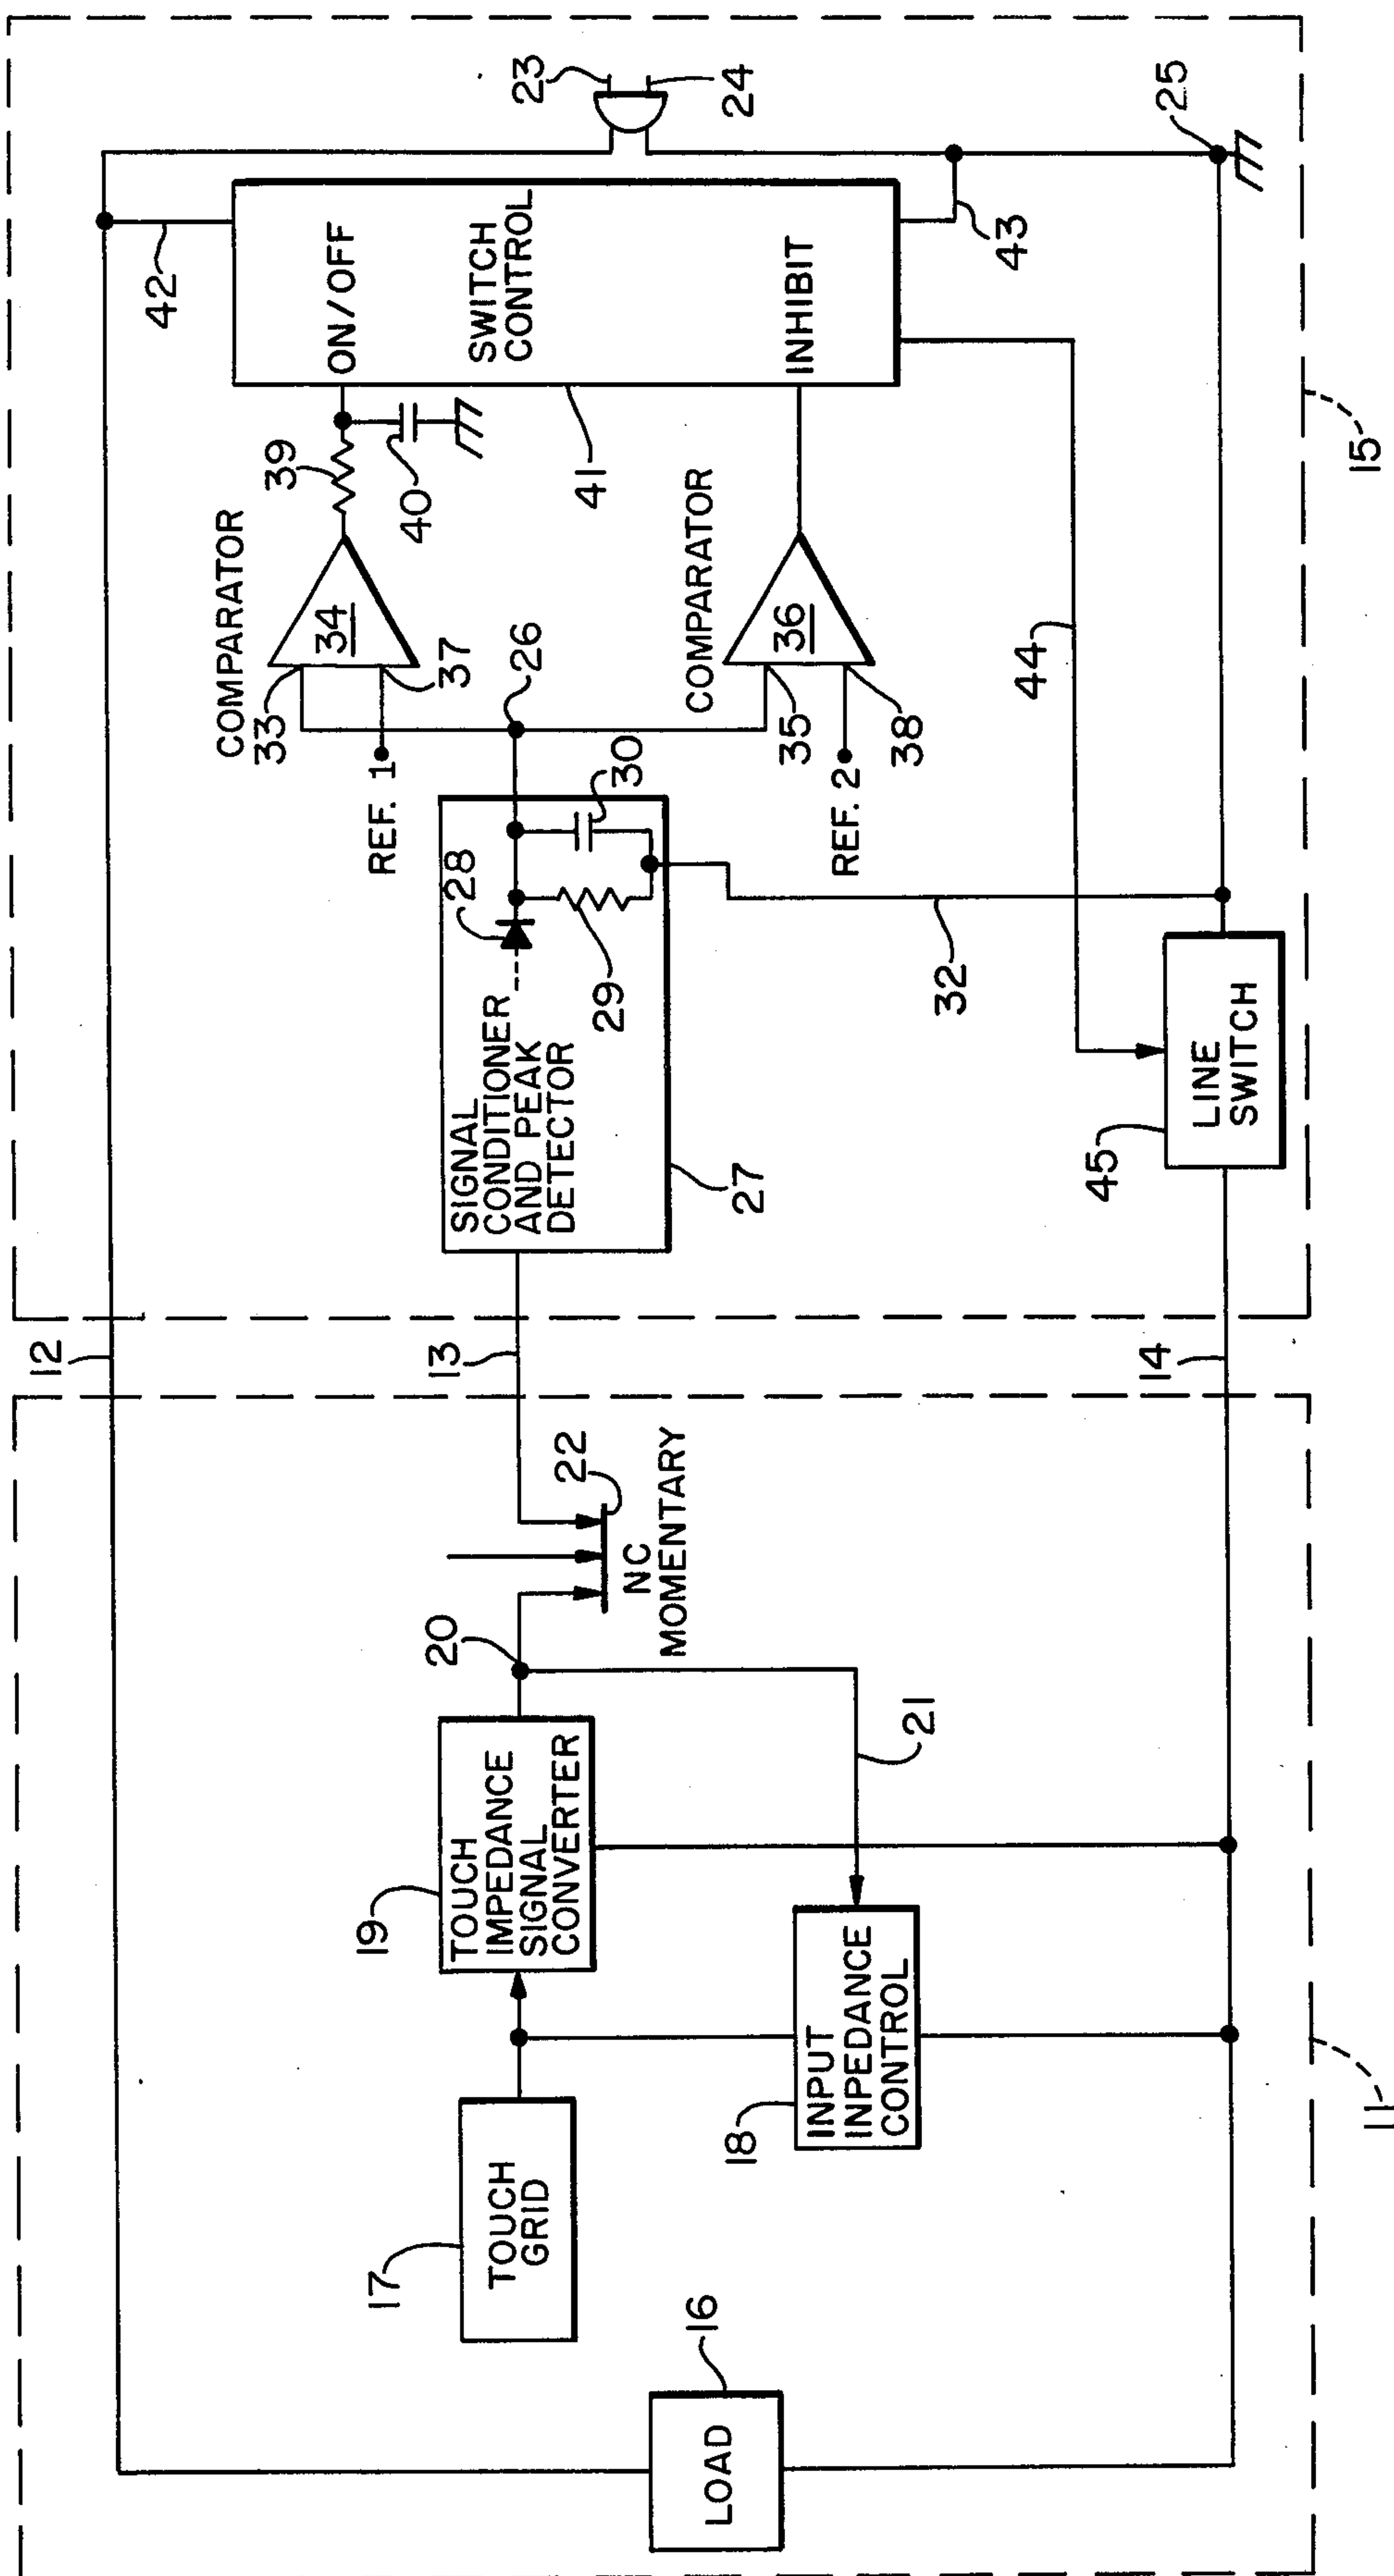 12
13
14
15
11
LOAD
16
TOUCH
GRID
17
INPUT
INPEDANCE
CONTROL
18
TOUCH
IMPEDANCE
SIGNAL
CONVERTER
19
20
21
22
NC
MOMENTARY
SIGNAL
CONDITIONER
AND PEAK
DETECTOR
27
28
29
30
32
26
COMPARATOR
33
34
37
REF. 1
COMPARATOR
35
36
38
REF. 2
39
40
ON/OFF
SWITCH
CONTROL
INHIBIT
41
42
43
44
LINE
SWITCH
45
23
24
25